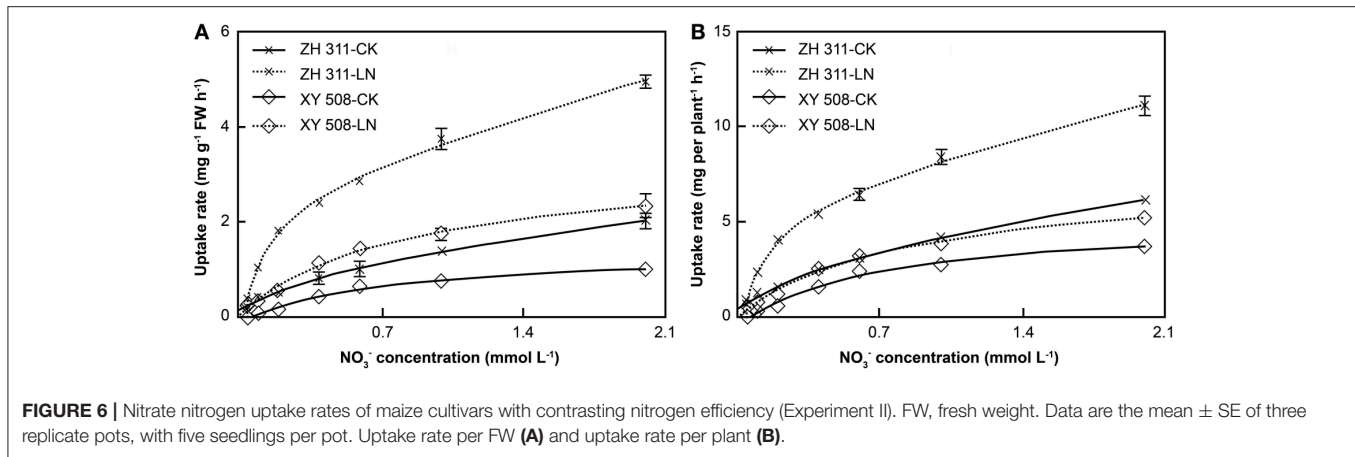 A
6
4
2
0
Uptake rate (mg g⁻¹ FW h⁻¹)
ZH 311-CK
ZH 311-LN
XY 508-CK
XY 508-LN
0.7
1.4
2.1
NO₃⁻ concentration (mmol L⁻¹)
B
15
10
5
0
Uptake rate (mg per plant⁻¹ h⁻¹)
ZH 311-CK
ZH 311-LN
XY 508-CK
XY 508-LN
0.7
1.4
2.1
NO₃⁻ concentration (mmol L⁻¹)
FIGURE 6 | Nitrate nitrogen uptake rates of maize cultivars with contrasting nitrogen efficiency (Experiment II). FW, fresh weight. Data are the mean ± SE of three
replicate pots, with five seedlings per pot. Uptake rate per FW (A) and uptake rate per plant (B).